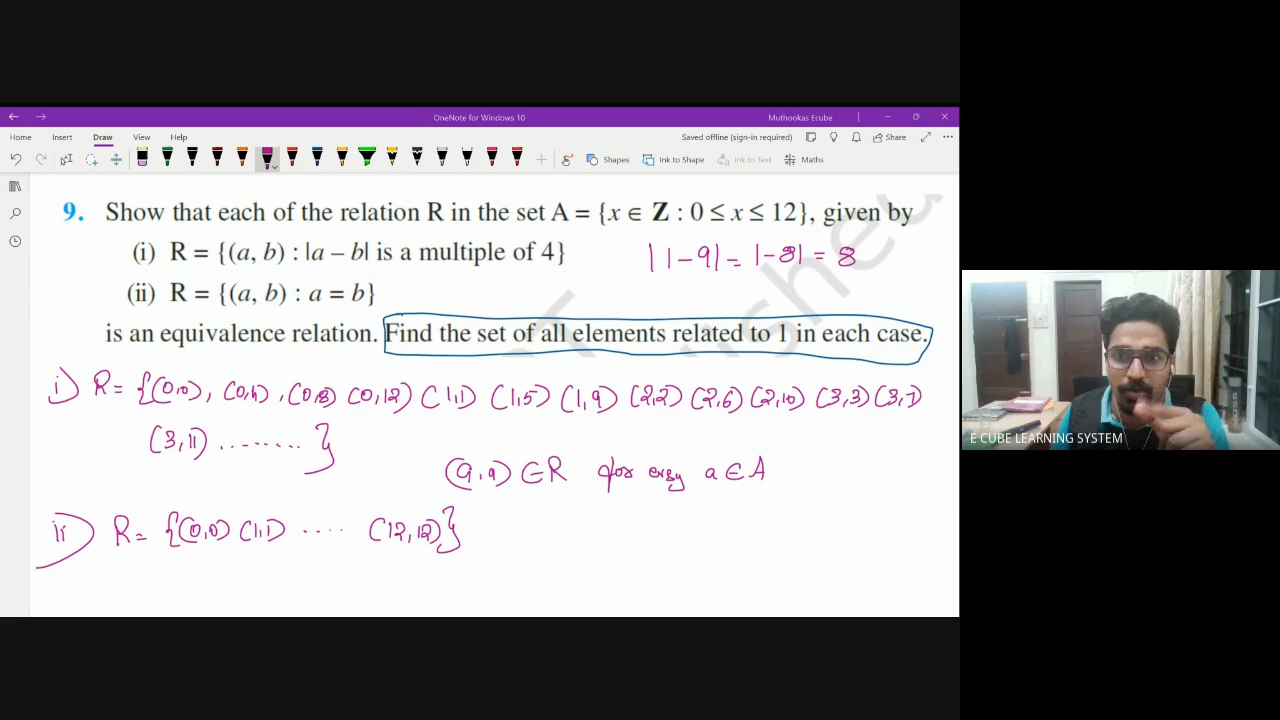 OneNote for Windows 10
Muthookas Ecube
Home Insert Draw View Help
Saved offline (sign-in required)
Share
Shapes
Ink to Shape
Ink to Text
Maths
9. Show that each of the relation R in the set A = {x ∈ Z : 0 ≤ x ≤ 12}, given by
(i) R = {(a, b) : |a – b| is a multiple of 4}
|1-9| = |-8| = 8
(ii) R = {(a, b) : a = b}
is an equivalence relation. Find the set of all elements related to 1 in each case.
i) R = {(0,0), (0,4), (0,8) (0,12) (1,1) (1,5) (1,9) (2,2) (2,6) (2,10) (3,3) (3,7)
(3,11) ........ }
(a,a) ∈ R for every a ∈ A
ii) R = {(0,0) (1,1) .... (12,12)}
E CUBE LEARNING SYSTEM